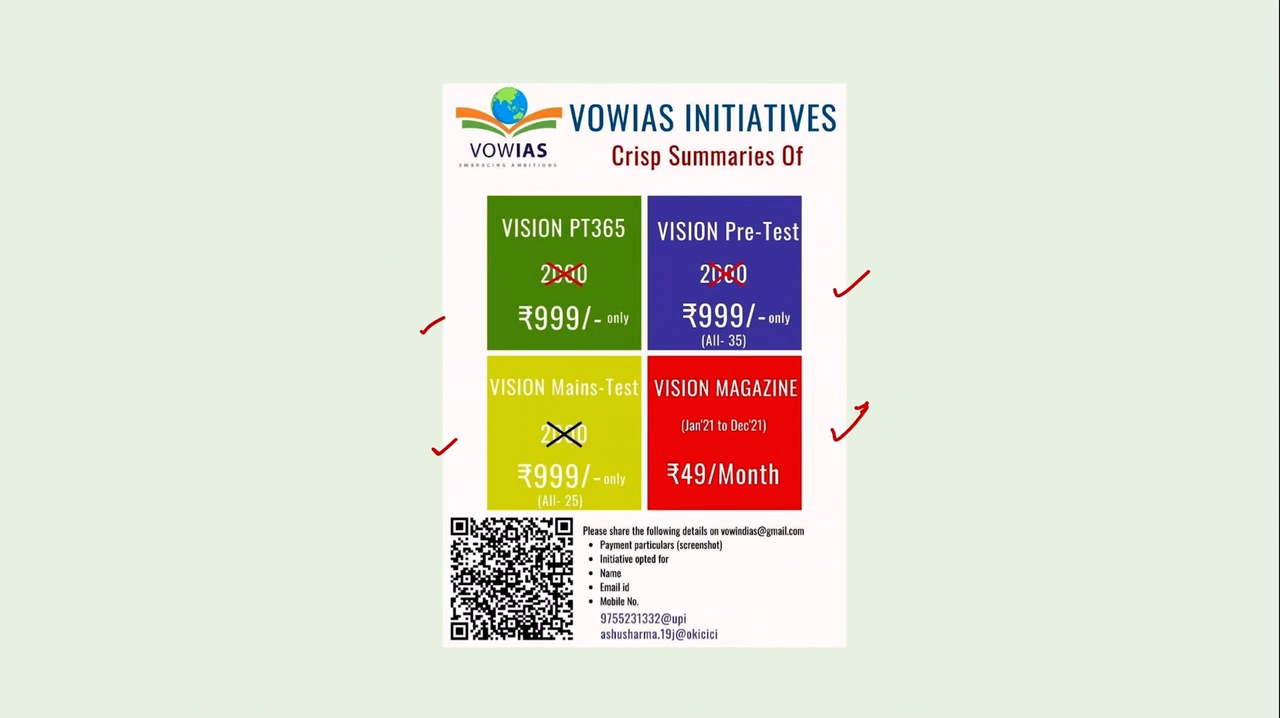 VOWIAS
EMBRACING AMBITIONS
VOWIAS INITIATIVES
Crisp Summaries Of
VISION PT365
2000
₹999/- only
VISION Pre-Test
2000
₹999/- only
(All- 35)
VISION Mains-Test
2000
₹999/- only
(All- 25)
VISION MAGAZINE
(Jan'21 to Dec'21)
₹49/Month
Please share the following details on vowindias@gmail.com
• Payment particulars (screenshot)
• Initiative opted for
• Name
• Email id
• Mobile No.
9755231332@upi
ashusharma.19j@okicici